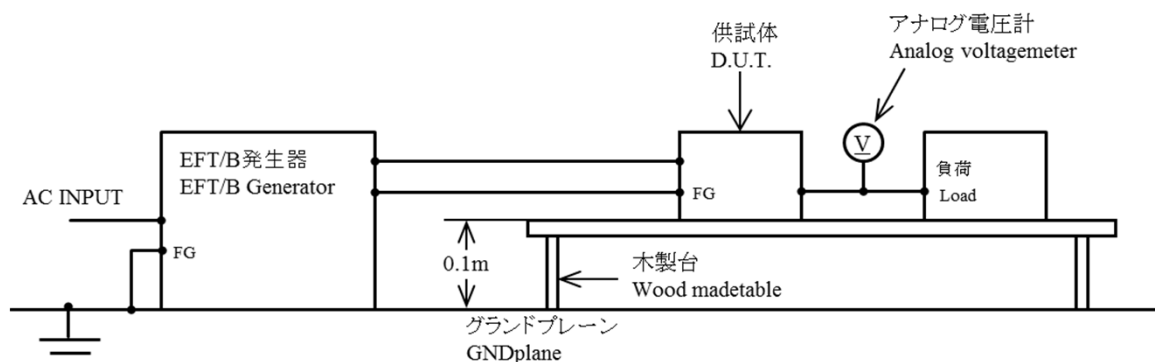 供試体
D.U.T.
アナログ電圧計
Analog voltagemeter
V
EFT/B発生器
EFT/B Generator
AC INPUT
FG
FG
負荷
Load
0.1m
木製台
Wood madetable
グランドプレーン
GNDplane